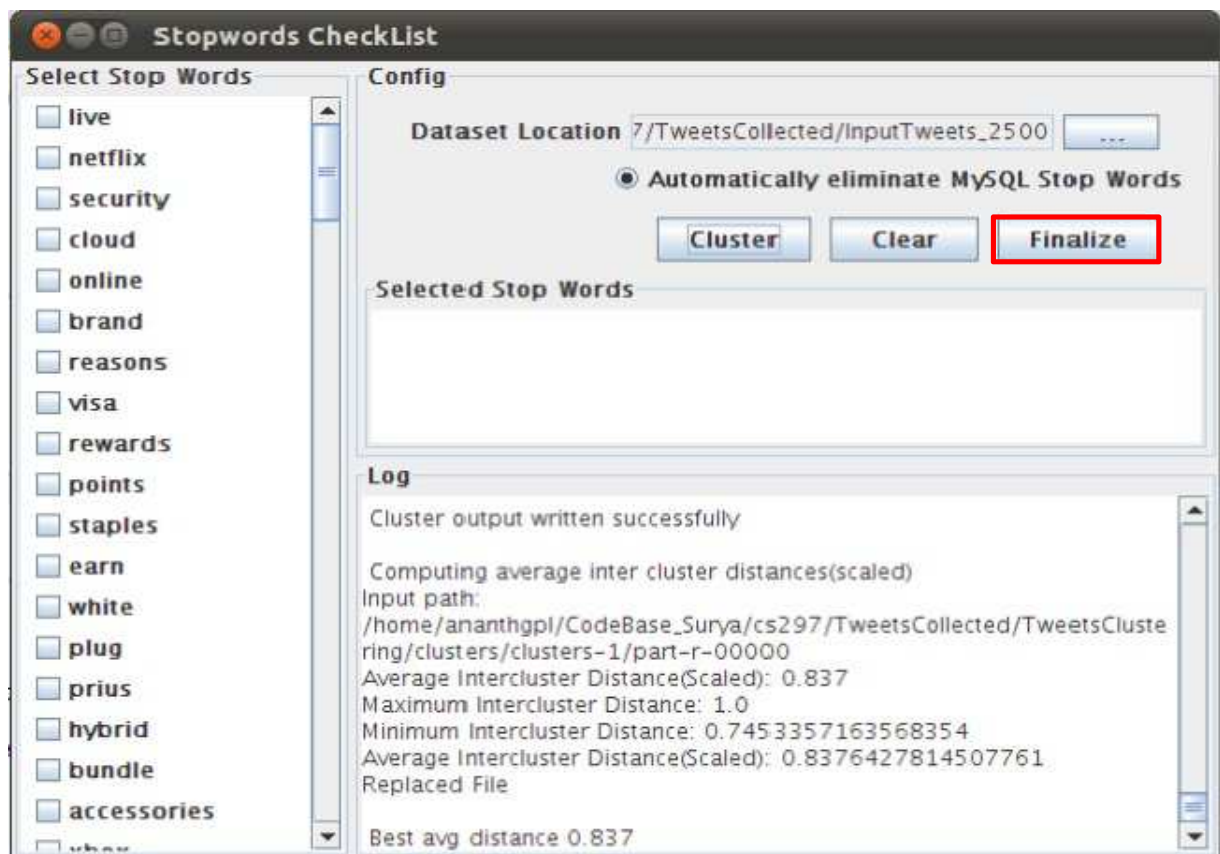 Stopwords CheckList
Select Stop Words
live
netflix
security
cloud
online
brand
reasons
visa
rewards
points
staples
earn
white
plug
prius
hybrid
bundle
accessories
Config
Dataset Location 7/TweetsCollected/InputTweets_2500 ...
Automatically eliminate MySQL Stop Words
Cluster Clear Finalize
Selected Stop Words
Log
Cluster output written successfully
Computing average inter cluster distances(scaled)
Input path:
/home/ananthgpl/CodeBase_Surya/cs297/TweetsCollected/TweetsCluste
ring/clusters/clusters-1/part-r-00000
Average Intercluster Distance(Scaled): 0.837
Maximum Intercluster Distance: 1.0
Minimum Intercluster Distance: 0.7453357163568354
Average Intercluster Distance(Scaled): 0.8376427814507761
Replaced File
Best avg distance 0.837